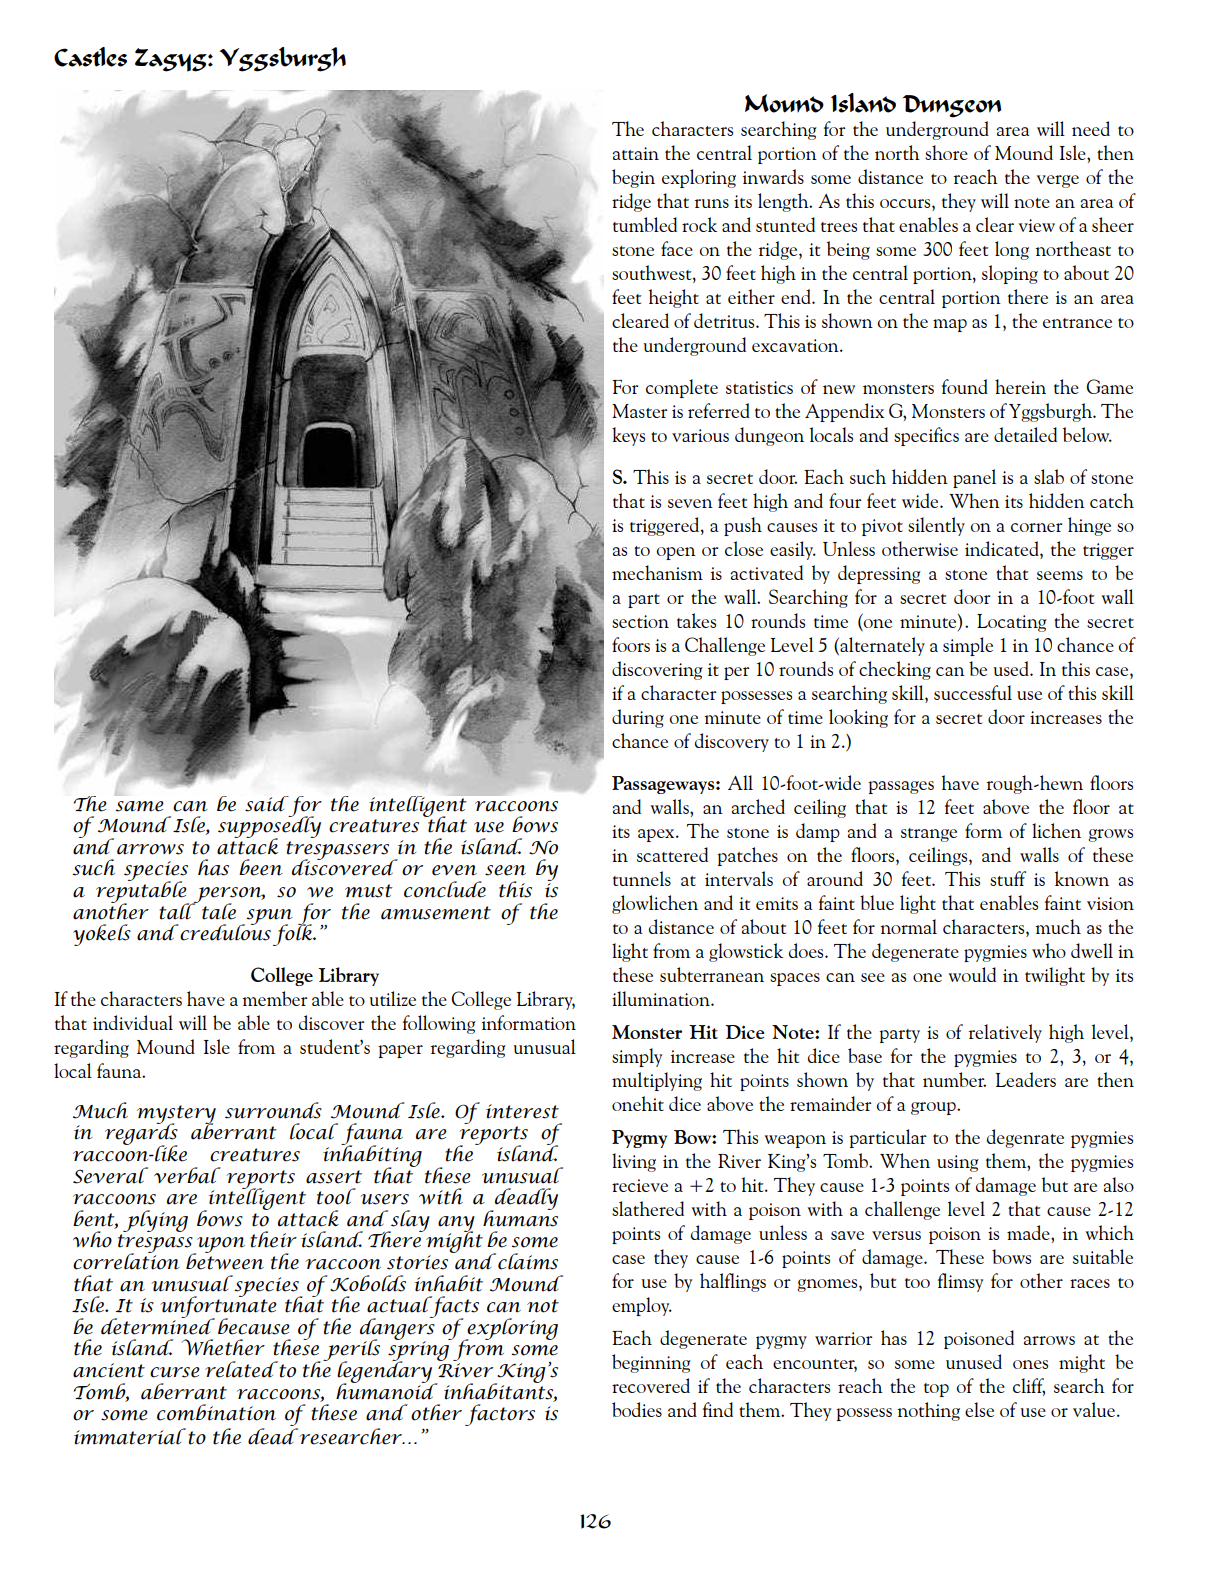 Castles Zagyg: Yggsburgh
The same can be said for the intelligent raccoons
of Mound Isle, supposedly creatures that use bows
and arrows to attack trespassers in the island. No
such species has been discovered or even seen by
a reputable person, so we must conclude this is
another tall tale spun for the amusement of the
yokels and credulous folk.”
College Library
If the characters have a member able to utilize the College Library,
that individual will be able to discover the following information
regarding Mound Isle from a student’s paper regarding unusual
local fauna.
Much mystery surrounds Mound Isle. Of interest
in regards aberrant local fauna are reports of
raccoon-like creatures inhabiting the island.
Several verbal reports assert that these unusual
raccoons are intelligent tool users with a deadly
bent, plying bows to attack and slay any humans
who trespass upon their island. There might be some
correlation between the raccoon stories and claims
that an unusual species of Kobolds inhabit Mound
Isle. It is unfortunate that the actual facts can not
be determined because of the dangers of exploring
the island. Whether these perils spring from some
ancient curse related to the legendary River King’s
Tomb, aberrant raccoons, humanoid inhabitants,
or some combination of these and other factors is
immaterial to the dead researcher…”
Mound Island Dungeon
The characters searching for the underground area will need to
attain the central portion of the north shore of Mound Isle, then
begin exploring inwards some distance to reach the verge of the
ridge that runs its length. As this occurs, they will note an area of
tumbled rock and stunted trees that enables a clear view of a sheer
stone face on the ridge, it being some 300 feet long northeast to
southwest, 30 feet high in the central portion, sloping to about 20
feet height at either end. In the central portion there is an area
cleared of detritus. This is shown on the map as 1, the entrance to
the underground excavation.
For complete statistics of new monsters found herein the Game
Master is referred to the Appendix G, Monsters of Yggsburgh. The
keys to various dungeon locals and specifics are detailed below.
S. This is a secret door. Each such hidden panel is a slab of stone
that is seven feet high and four feet wide. When its hidden catch
is triggered, a push causes it to pivot silently on a corner hinge so
as to open or close easily. Unless otherwise indicated, the trigger
mechanism is activated by depressing a stone that seems to be
a part or the wall. Searching for a secret door in a 10-foot wall
section takes 10 rounds time (one minute). Locating the secret
foors is a Challenge Level 5 (alternately a simple 1 in 10 chance of
discovering it per 10 rounds of checking can be used. In this case,
if a character possesses a searching skill, successful use of this skill
during one minute of time looking for a secret door increases the
chance of discovery to 1 in 2.)
Passageways: All 10-foot-wide passages have rough-hewn floors
and walls, an arched ceiling that is 12 feet above the floor at
its apex. The stone is damp and a strange form of lichen grows
in scattered patches on the floors, ceilings, and walls of these
tunnels at intervals of around 30 feet. This stuff is known as
glowlichen and it emits a faint blue light that enables faint vision
to a distance of about 10 feet for normal characters, much as the
light from a glowstick does. The degenerate pygmies who dwell in
these subterranean spaces can see as one would in twilight by its
illumination.
Monster Hit Dice Note: If the party is of relatively high level,
simply increase the hit dice base for the pygmies to 2, 3, or 4,
multiplying hit points shown by that number. Leaders are then
onehit dice above the remainder of a group.
Pygmy Bow: This weapon is particular to the degenrate pygmies
living in the River King’s Tomb. When using them, the pygmies
recieve a +2 to hit. They cause 1-3 points of damage but are also
slathered with a poison with a challenge level 2 that cause 2-12
points of damage unless a save versus poison is made, in which
case they cause 1-6 points of damage. These bows are suitable
for use by halflings or gnomes, but too flimsy for other races to
employ.
Each degenerate pygmy warrior has 12 poisoned arrows at the
beginning of each encounter, so some unused ones might be
recovered if the characters reach the top of the cliff, search for
bodies and find them. They possess nothing else of use or value.
126